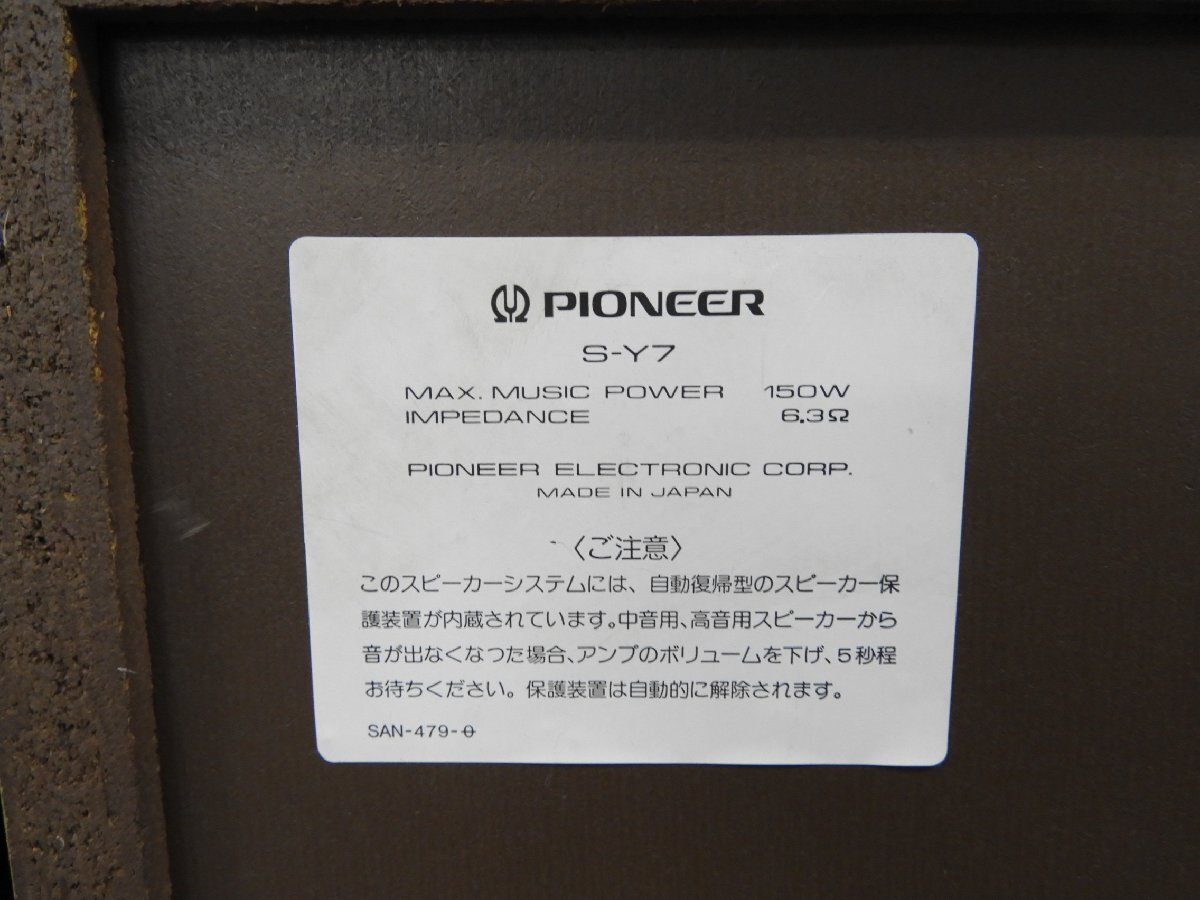 PIONEER
S-Y7
MAX. MUSIC POWER 150W
IMPEDANCE 6.3Ω
PIONEER ELECTRONIC CORP.
MADE IN JAPAN
〈ご注意〉
このスピーカーシステムには、自動復帰型のスピーカー保
護装置が内蔵されています。中音用、高音用スピーカーから
音が出なくなった場合、アンプのボリュームを下げ、5秒程
お待ちください。保護装置は自動的に解除されます。
SAN-479-0